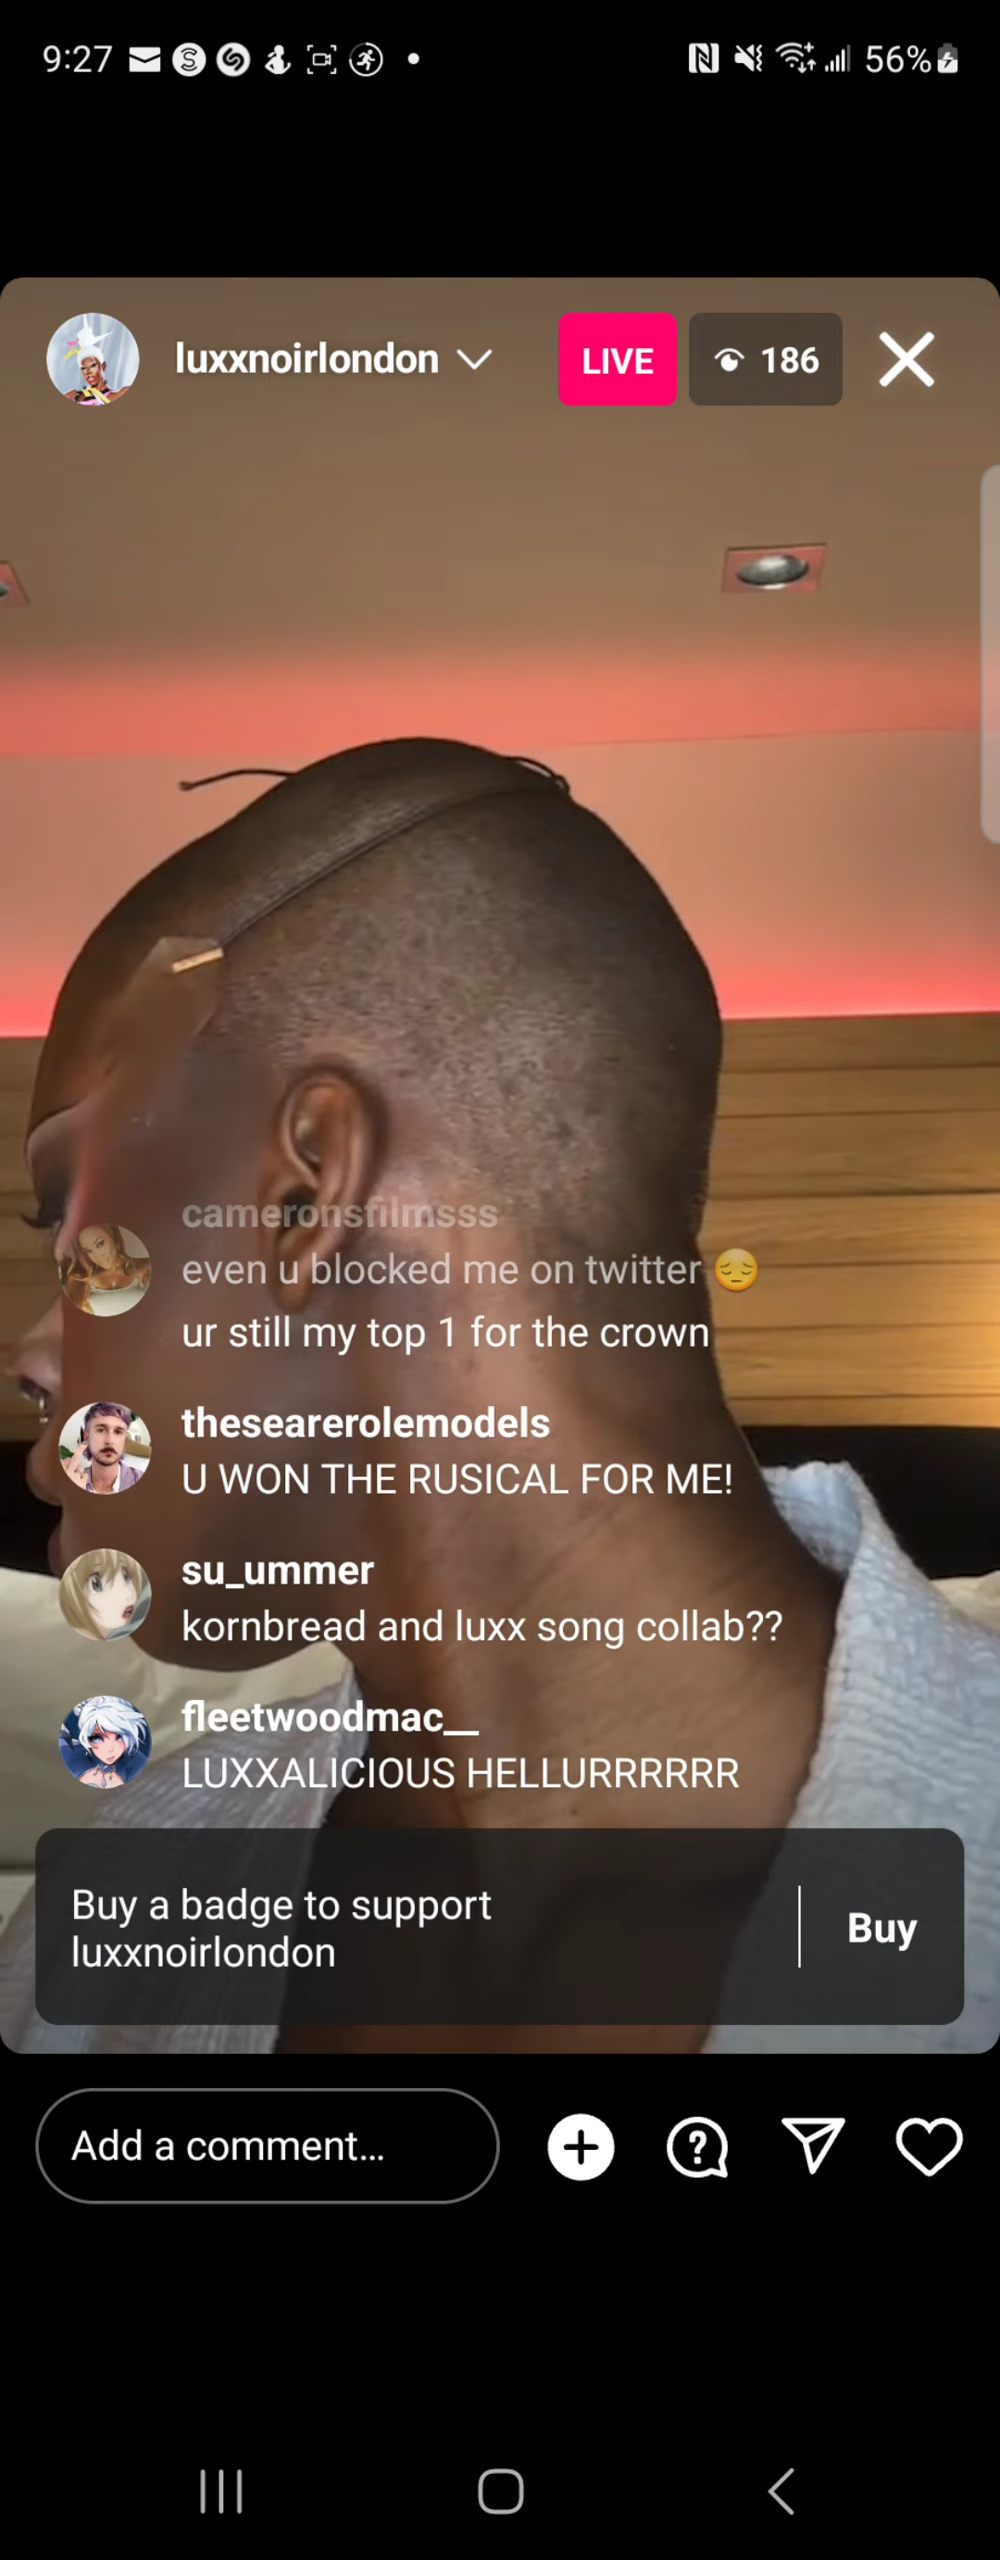 9:27
56%
luxxnoirlondon
LIVE
186
cameronsfilmsss
even u blocked me on twitter 😔
ur still my top 1 for the crown
thesearerolemodels
U WON THE RUSICAL FOR ME!
su_ummer
kornbread and luxx song collab??
fleetwoodmac__
LUXXALICIOUS HELLURRRRRR
Buy a badge to support
luxxnoirlondon
Buy
Add a comment...